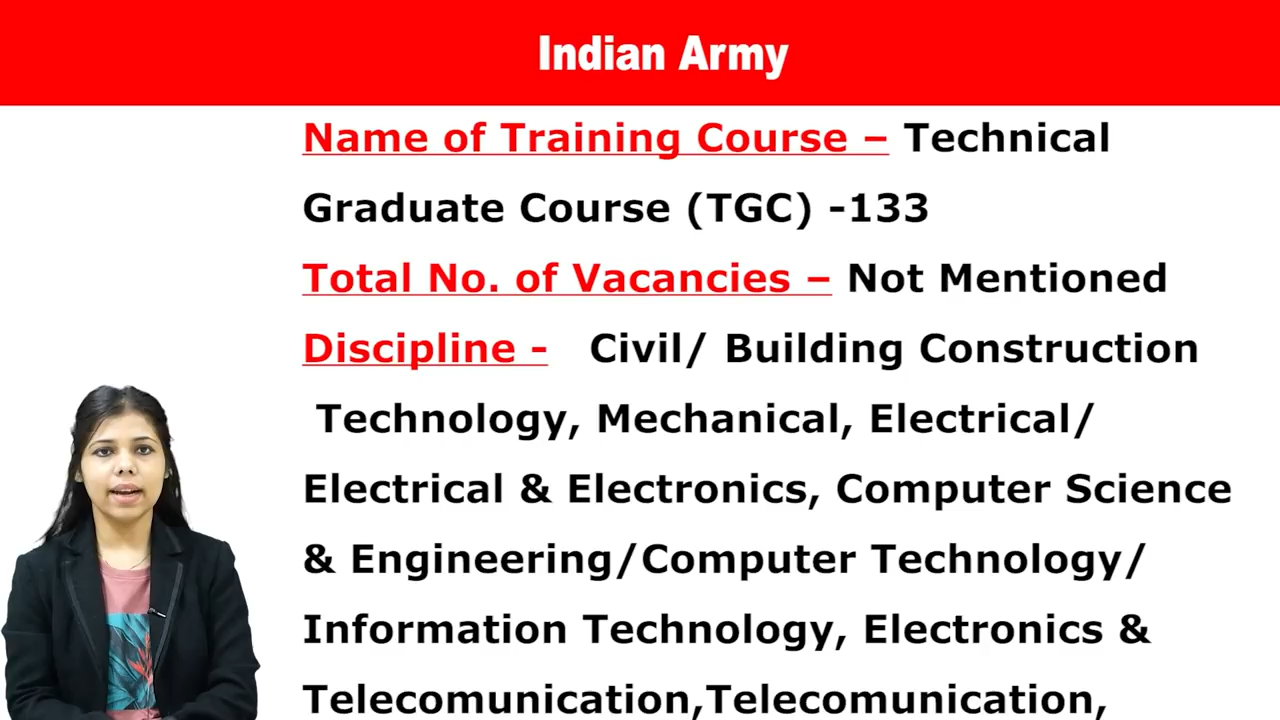 Indian Army
Name of Training Course – Technical
Graduate Course (TGC) -133
Total No. of Vacancies – Not Mentioned
Discipline - Civil/ Building Construction
Technology, Mechanical, Electrical/
Electrical & Electronics, Computer Science
& Engineering/Computer Technology/
Information Technology, Electronics &
Telecomunication,Telecomunication,